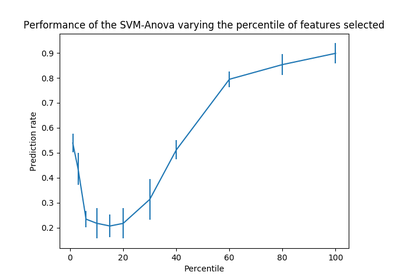 Performance of the SVM-Anova varying the percentile of features selected
0.9
0.8
0.7
0.6
0.5
0.4
0.3
0.2
Prediction rate
0 20 40 60 80 100
Percentile